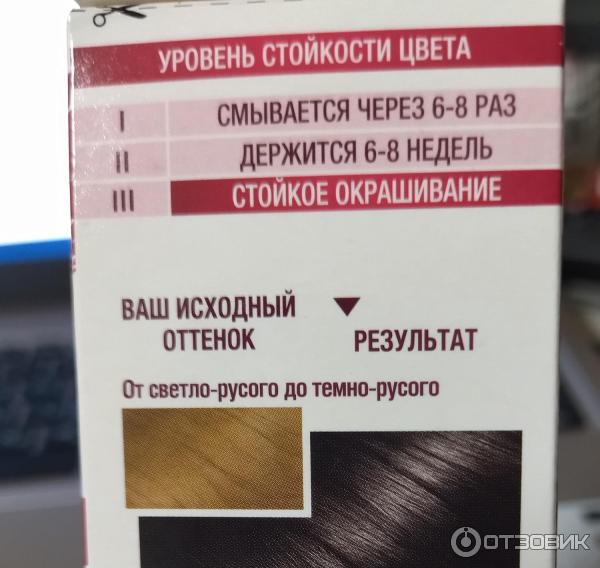 УРОВЕНЬ СТОЙКОСТИ ЦВЕТА
I СМЫВАЕТСЯ ЧЕРЕЗ 6-8 РАЗ
II ДЕРЖИТСЯ 6-8 НЕДЕЛЬ
III СТОЙКОЕ ОКРАШИВАНИЕ
ВАШ ИСХОДНЫЙ
ОТТЕНОК
РЕЗУЛЬТАТ
От светло-русого до темно-русого
ОТЗОВИК